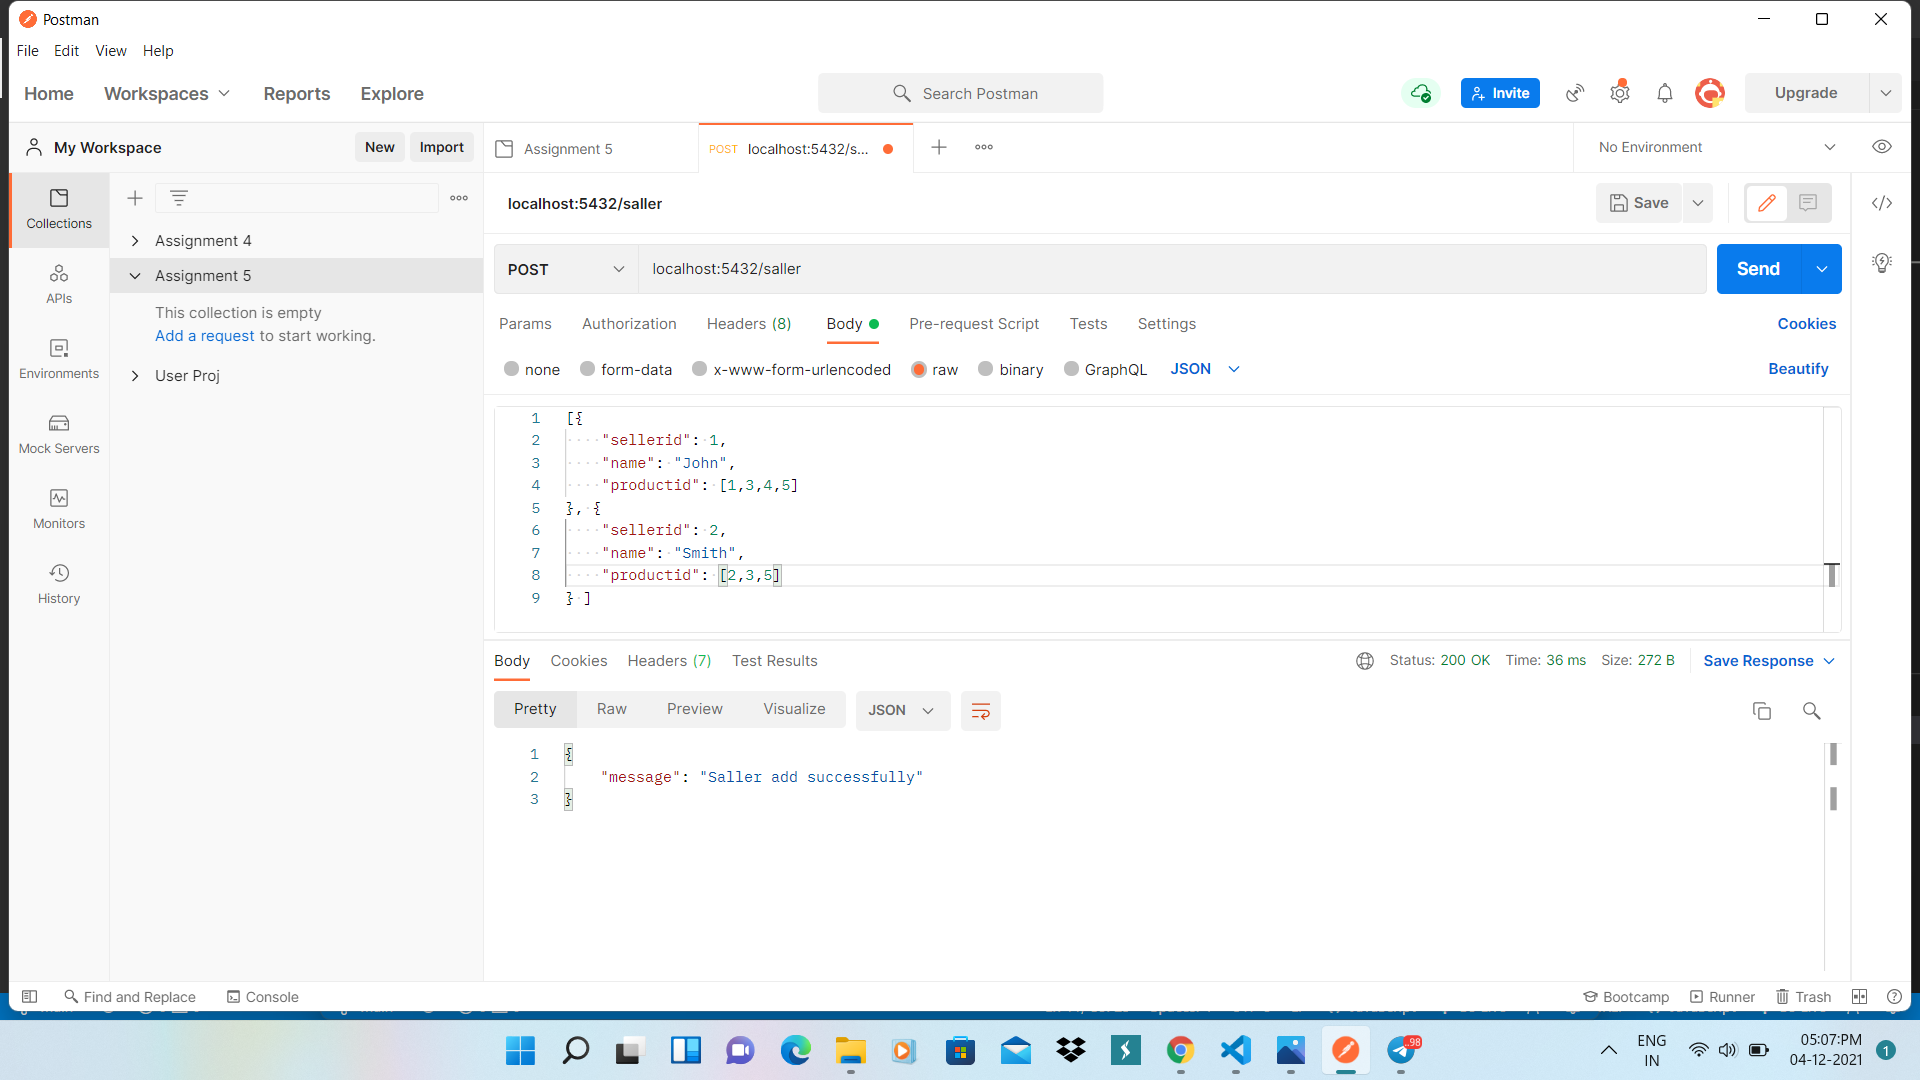 Postman
File Edit View Help
Home Workspaces Reports Explore
Search Postman
Invite
Upgrade
My Workspace
New Import
Assignment 5
POST localhost:5432/s...
No Environment
Collections
APIs
Environments
Mock Servers
Monitors
History
Assignment 4
Assignment 5
This collection is empty
Add a request to start working.
User Proj
localhost:5432/saller
Save
POST localhost:5432/saller
Send
Params Authorization Headers (8) Body Pre-request Script Tests Settings
Cookies
none form-data x-www-form-urlencoded raw binary GraphQL JSON
Beautify
1 [{
2 "sellerid": 1,
3 "name": "John",
4 "productid": [1,3,4,5]
5 }, {
6 "sellerid": 2,
7 "name": "Smith",
8 "productid": [2,3,5]
9 } ]
Body Cookies Headers (7) Test Results
Status: 200 OK Time: 36 ms Size: 272 B
Save Response
Pretty Raw Preview Visualize JSON
1 {
2 "message": "Saller add successfully"
3 }
Find and Replace Console
Bootcamp Runner Trash
98
ENG
IN
05:07:PM
04-12-2021
1